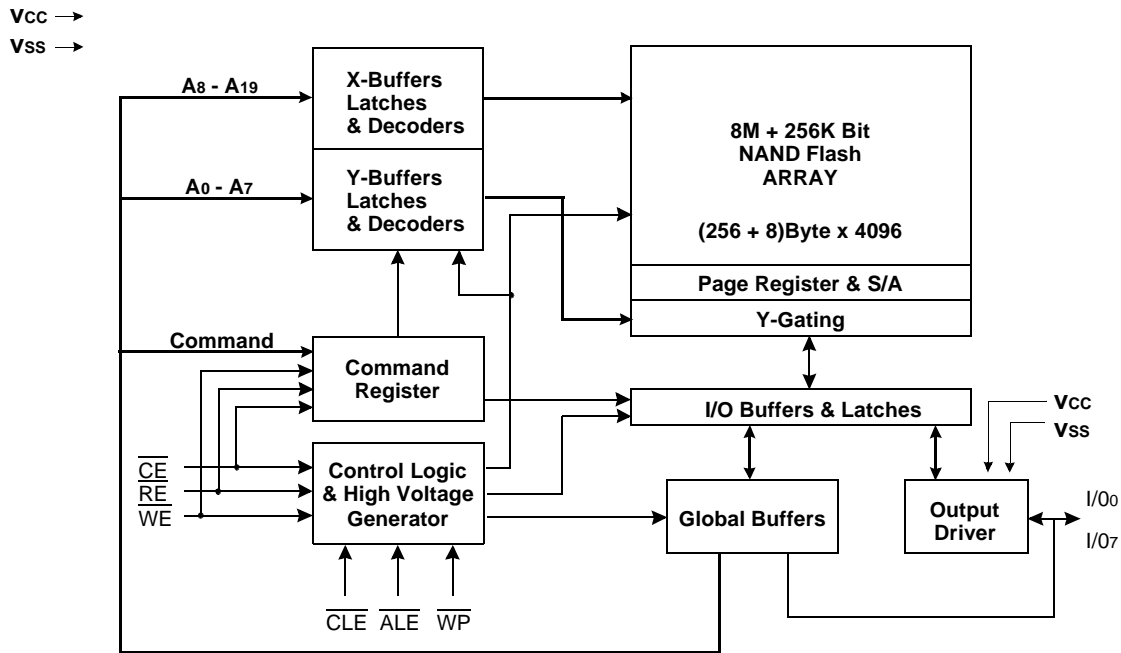 VCC
VSS
A8 - A19
X-Buffers
Latches
& Decoders
8M + 256K Bit
NAND Flash
ARRAY
(256 + 8)Byte x 4096
A0 - A7
Y-Buffers
Latches
& Decoders
Page Register & S/A
Y-Gating
Command
Command
Register
I/O Buffers & Latches
VCC
VSS
CE
RE
WE
Control Logic
& High Voltage
Generator
Global Buffers
Output
Driver
I/00
I/07
CLE
ALE
WP